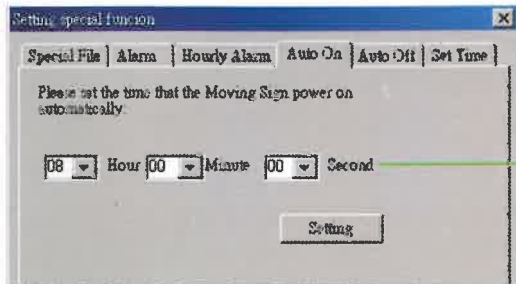 Setting special function
Special File Alarm Hourly Alarm Auto On Auto Off Set Time
Please set the time that the Moving Sign power on
automatically.
08 Hour 00 Minute 00 Second
Setting